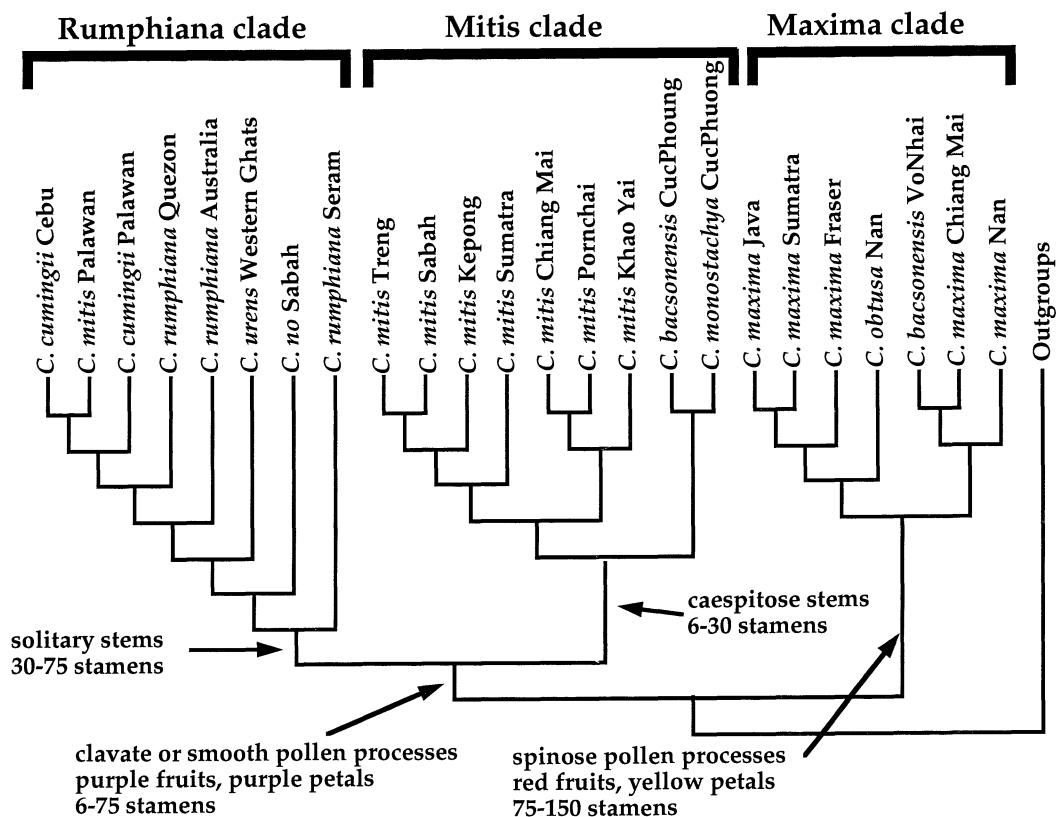 Rumphiana clade
Mitis clade
Maxima clade
C. cumingii Cebu
C. mitis Palawan
C. cumingii Palawan
C. rumphiana Quezon
C. rumphiana Australia
C. urens Western Ghats
C. no Sabah
C. rumphiana Seram
C. mitis Treng
C. mitis Sabah
C. mitis Kepong
C. mitis Sumatra
C. mitis Chiang Mai
C. mitis Pornchai
C. mitis Khao Yai
C. bacsonensis CucPhoung
C. monostachya CucPhuong
C. maxima Java
C. maxima Sumatra
C. maxima Fraser
C. obtusa Nan
C. bacsonensis VoNhai
C. maxima Chiang Mai
C. maxima Nan
Outgroups
caespitose stems
6-30 stamens
solitary stems
30-75 stamens
clavate or smooth pollen processes
purple fruits, purple petals
6-75 stamens
spinose pollen processes
red fruits, yellow petals
75-150 stamens